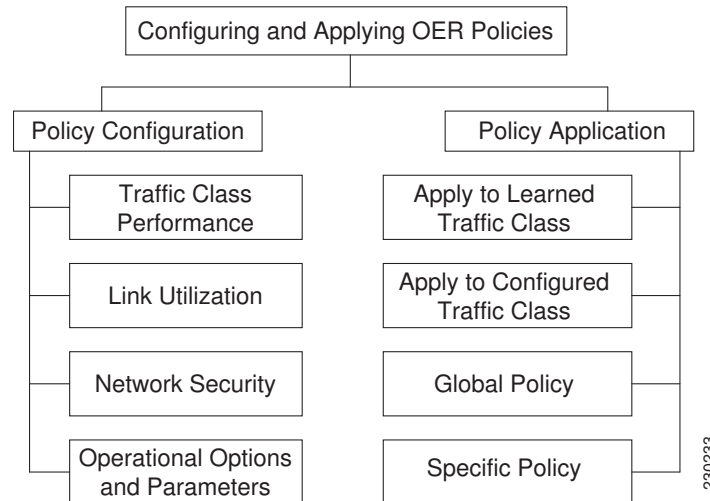 Configuring and Applying OER Policies
Policy Configuration
Policy Application
Traffic Class
Performance
Apply to Learned
Traffic Class
Link Utilization
Apply to Configured
Traffic Class
Network Security
Global Policy
Operational Options
and Parameters
Specific Policy
230233